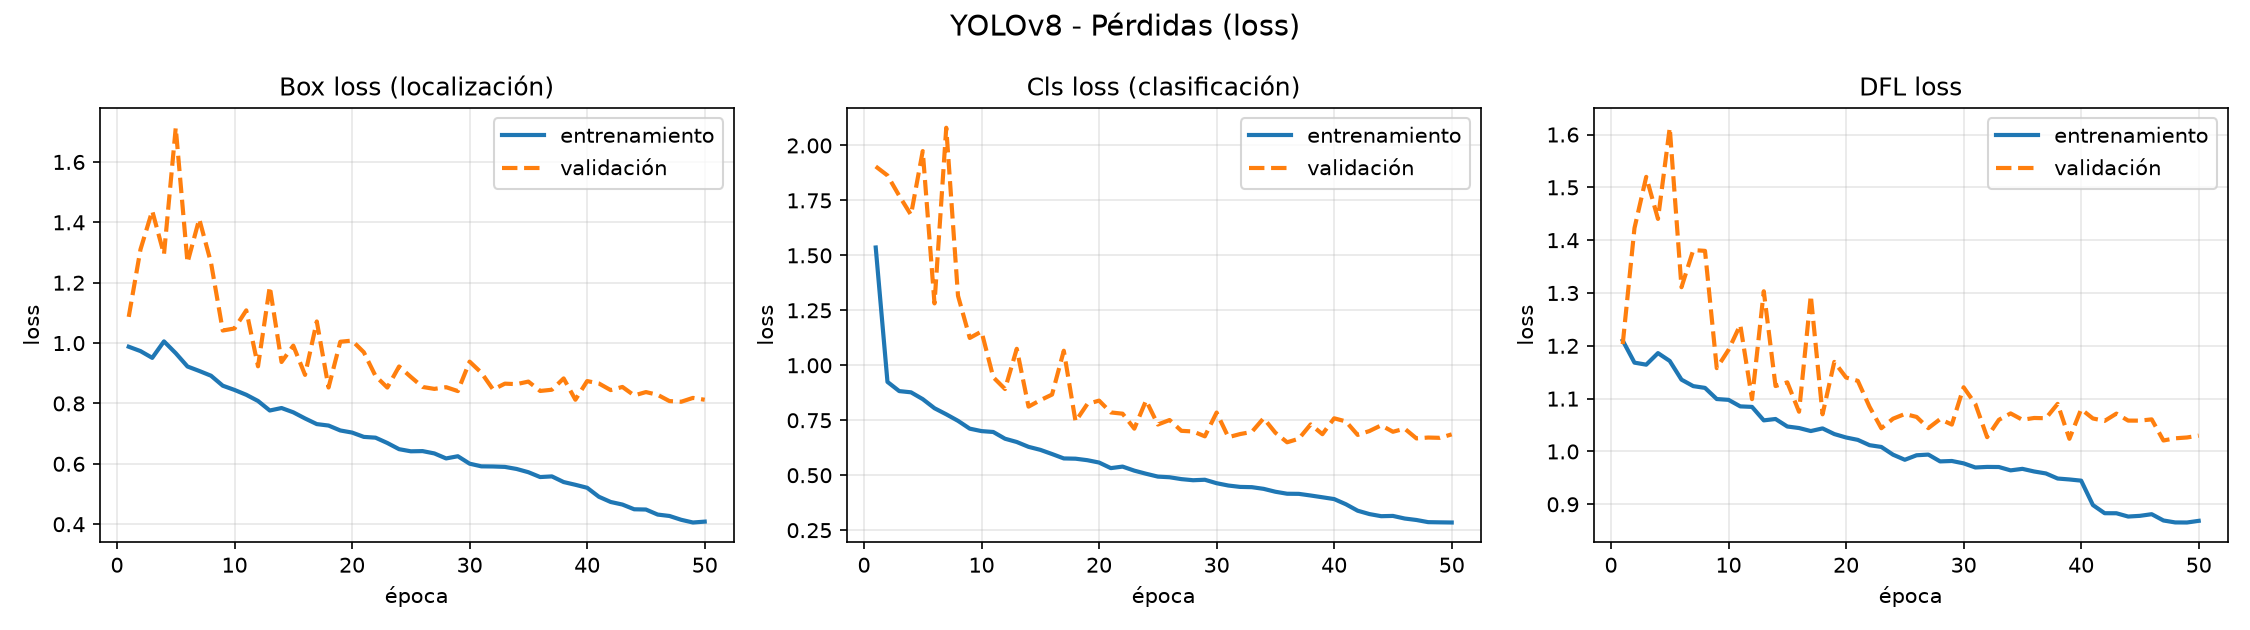 YOLOv8 - Pérdidas (loss)
Box loss (localización)
loss
1.6
1.4
1.2
1.0
0.8
0.6
0.4
0 10 20 30 40 50
época
entrenamiento
validación
Cls loss (clasificación)
loss
2.00
1.75
1.50
1.25
1.00
0.75
0.50
0.25
0 10 20 30 40 50
época
entrenamiento
validación
DFL loss
loss
1.6
1.5
1.4
1.3
1.2
1.1
1.0
0.9
0 10 20 30 40 50
época
entrenamiento
validación